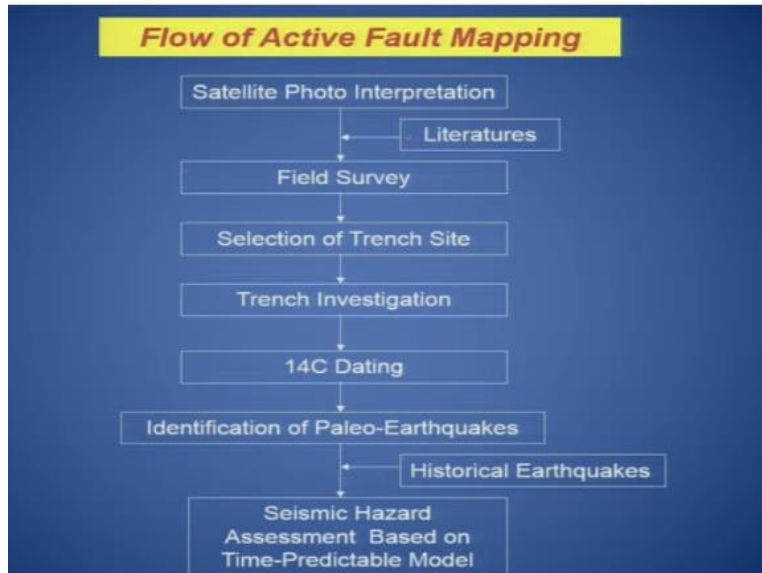 Flow of Active Fault Mapping
Satellite Photo Interpretation
Literatures
Field Survey
Selection of Trench Site
Trench Investigation
14C Dating
Identification of Paleo-Earthquakes
Historical Earthquakes
Seismic Hazard
Assessment Based on
Time-Predictable Model